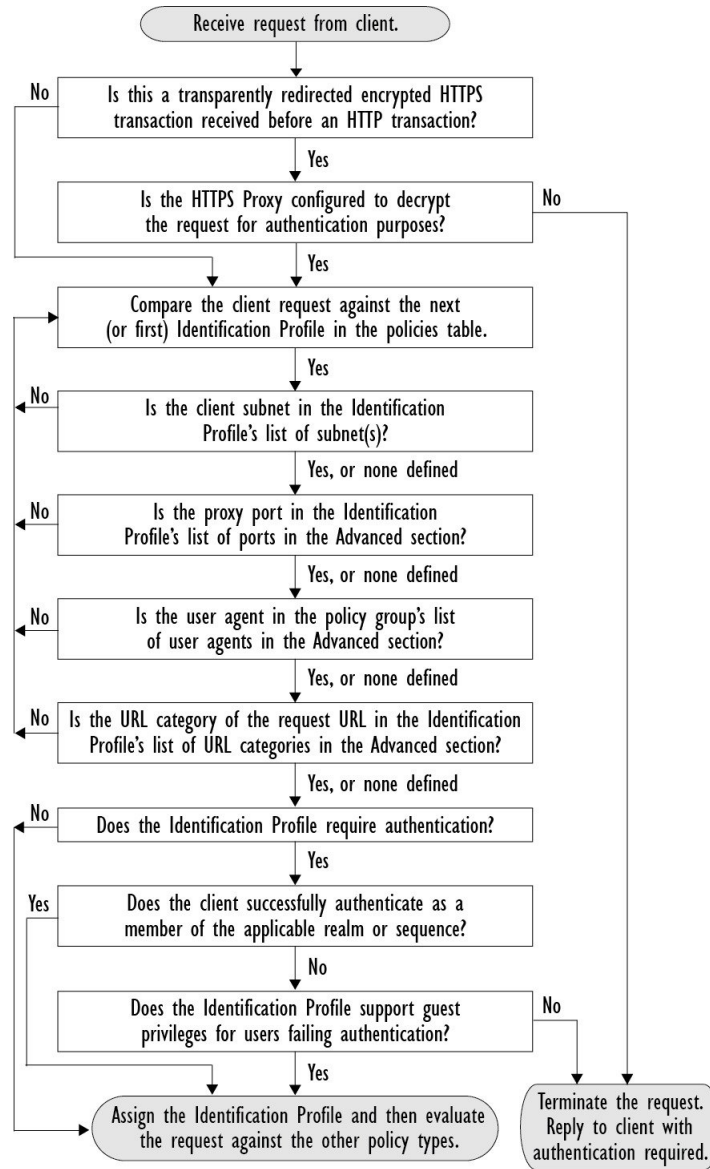 Receive request from client.
No
Is this a transparently redirected encrypted HTTPS
transaction received before an HTTP transaction?
Yes
Is the HTTPS Proxy configured to decrypt
the request for authentication purposes?
No
Yes
Compare the client request against the next
(or first) Identification Profile in the policies table.
Yes
No
Is the client subnet in the Identification
Profile's list of subnet(s)?
Yes, or none defined
No
Is the proxy port in the Identification
Profile's list of ports in the Advanced section?
Yes, or none defined
No
Is the user agent in the policy group's list
of user agents in the Advanced section?
Yes, or none defined
No
Is the URL category of the request URL in the Identification
Profile's list of URL categories in the Advanced section?
Yes, or none defined
No
Does the Identification Profile require authentication?
Yes
Yes
Does the client successfully authenticate as a
member of the applicable realm or sequence?
No
Does the Identification Profile support guest
privileges for users failing authentication?
No
Yes
Assign the Identification Profile and then evaluate
the request against the other policy types.
Terminate the request.
Reply to client with
authentication required.